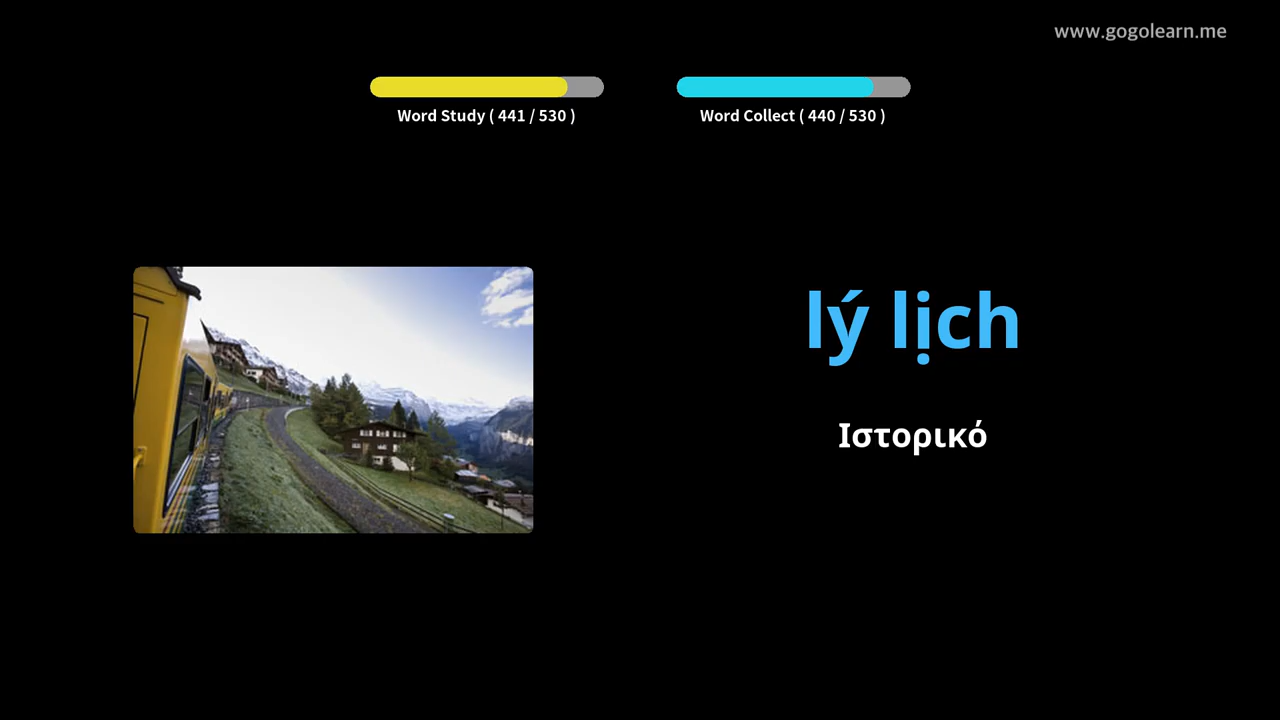 www.gogolearn.me
Word Study ( 441 / 530 )
Word Collect ( 440 / 530 )
lý lịch
Ιστορικό